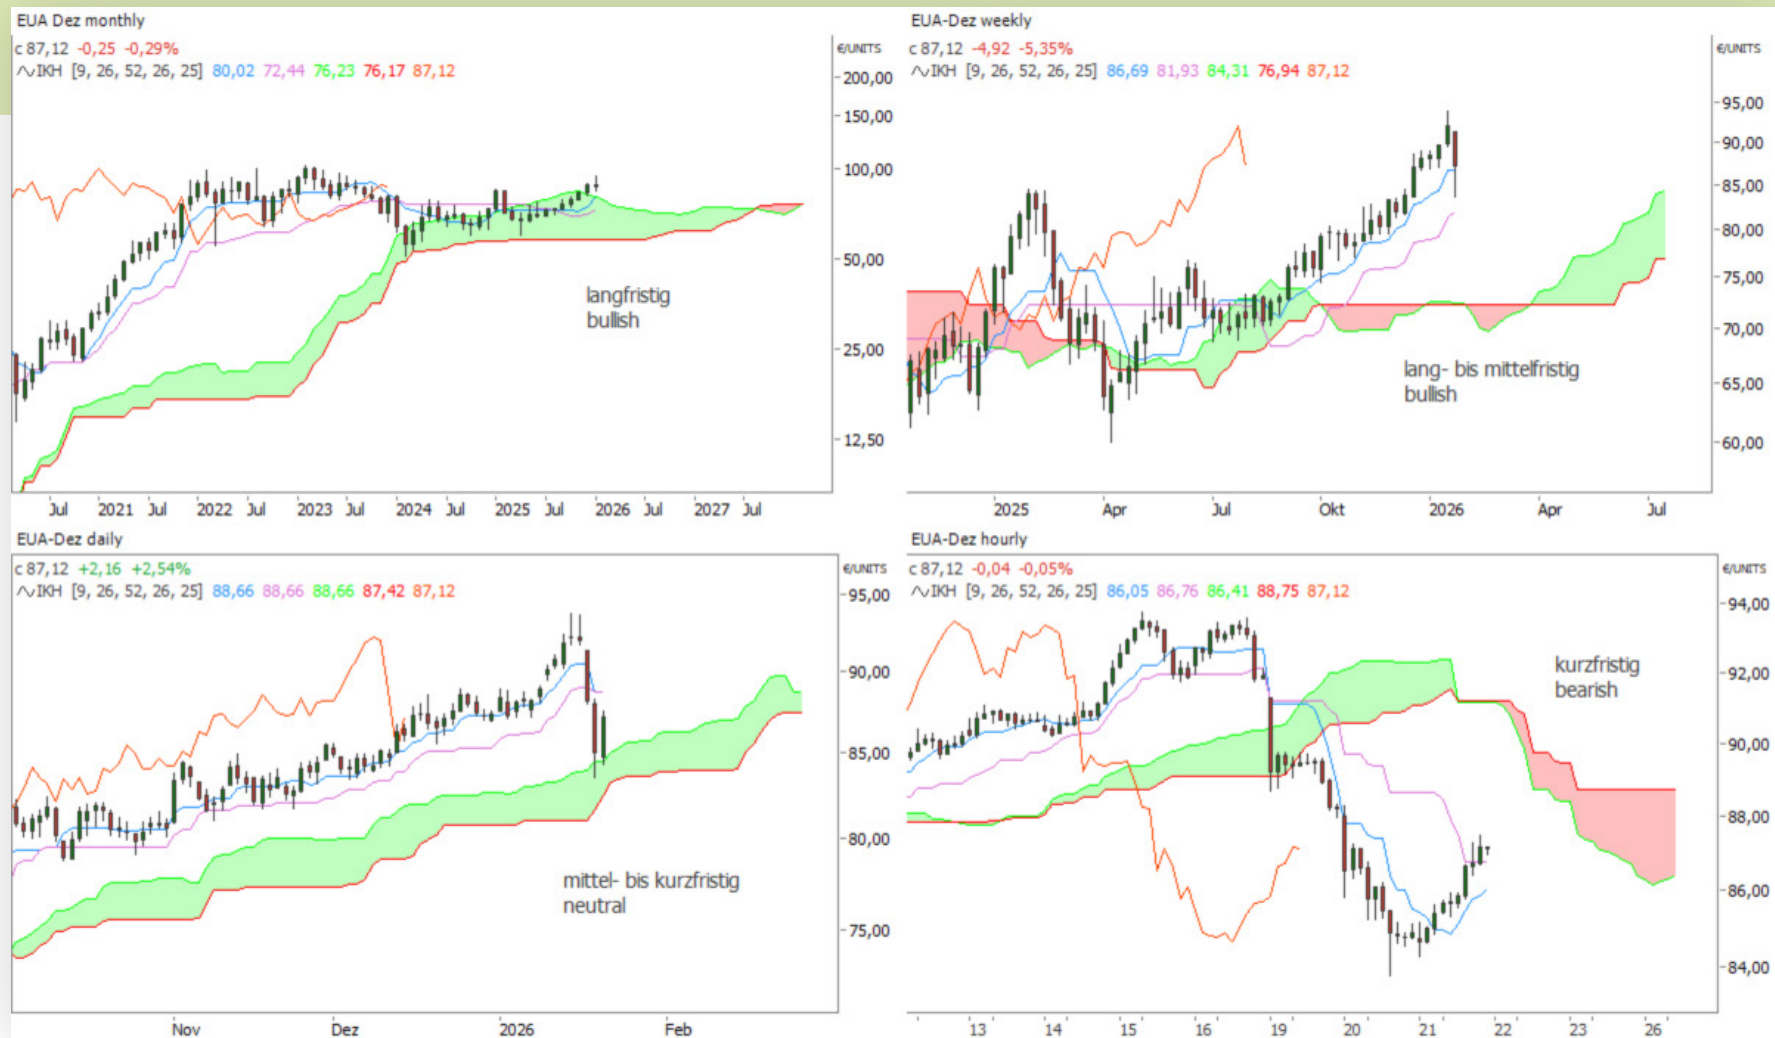 EUA Dez monthly
c 87,12 -0,25 -0,29%
IKH [9, 26, 52, 26, 25] 80,02 72,44 76,23 76,17 87,12
€/UNITS
200,00
150,00
100,00
50,00
25,00
12,50
langfristig
bullish
Jul 2021 Jul 2022 Jul 2023 Jul 2024 Jul 2025 Jul 2026 Jul 2027 Jul
EUA-Dez weekly
c 87,12 -4,92 -5,35%
IKH [9, 26, 52, 26, 25] 86,69 81,93 84,31 76,94 87,12
€/UNITS
95,00
90,00
85,00
80,00
75,00
70,00
65,00
60,00
lang- bis mittelfristig
bullish
2025 Apr Jul Okt 2026 Apr Jul
EUA-Dez daily
c 87,12 +2,16 +2,54%
IKH [9, 26, 52, 26, 25] 88,66 88,66 88,66 87,42 87,12
€/UNITS
95,00
90,00
85,00
80,00
75,00
mittel- bis kurzfristig
neutral
Nov Dez 2026 Feb
EUA-Dez hourly
c 87,12 -0,04 -0,05%
IKH [9, 26, 52, 26, 25] 86,05 86,76 86,41 88,75 87,12
€/UNITS
94,00
92,00
90,00
88,00
86,00
84,00
kurzfristig
bearish
13 14 15 16 19 20 21 22 23 26